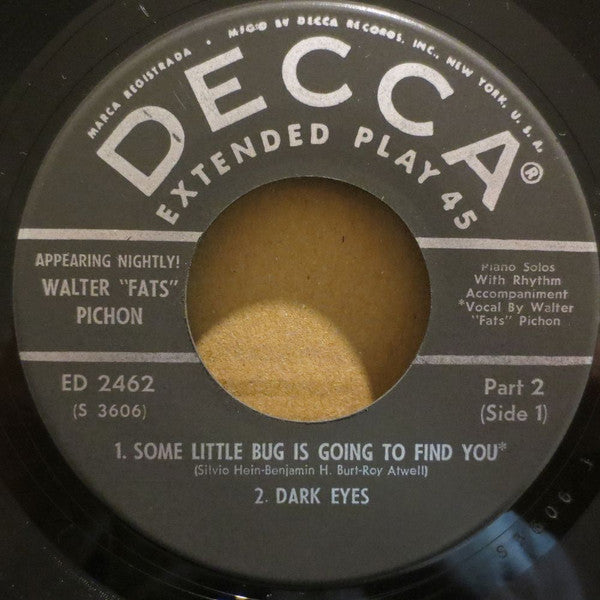 MARCA REGISTRADA • MFG'D BY DECCA RECORDS, INC., NEW YORK, U.S.A.
DECCA®
EXTENDED PLAY 45
APPEARING NIGHTLY!
WALTER "FATS"
PICHON
Piano Solos
With Rhythm
Accompaniment
*Vocal By Walter
"Fats" Pichon
ED 2462
(S 3606)
Part 2
(Side 1)
1. SOME LITTLE BUG IS GOING TO FIND YOU*
(Silvio Hein-Benjamin H. Burt-Roy Atwell)
2. DARK EYES